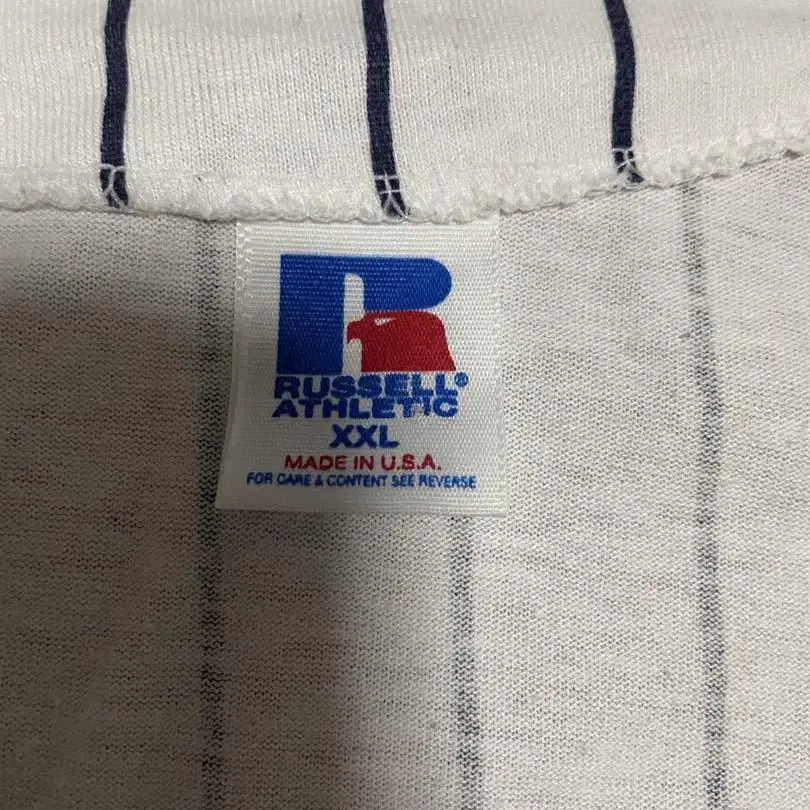 RUSSELL®
ATHLETIC
XXL
MADE IN U.S.A.
FOR CARE & CONTENT SEE REVERSE